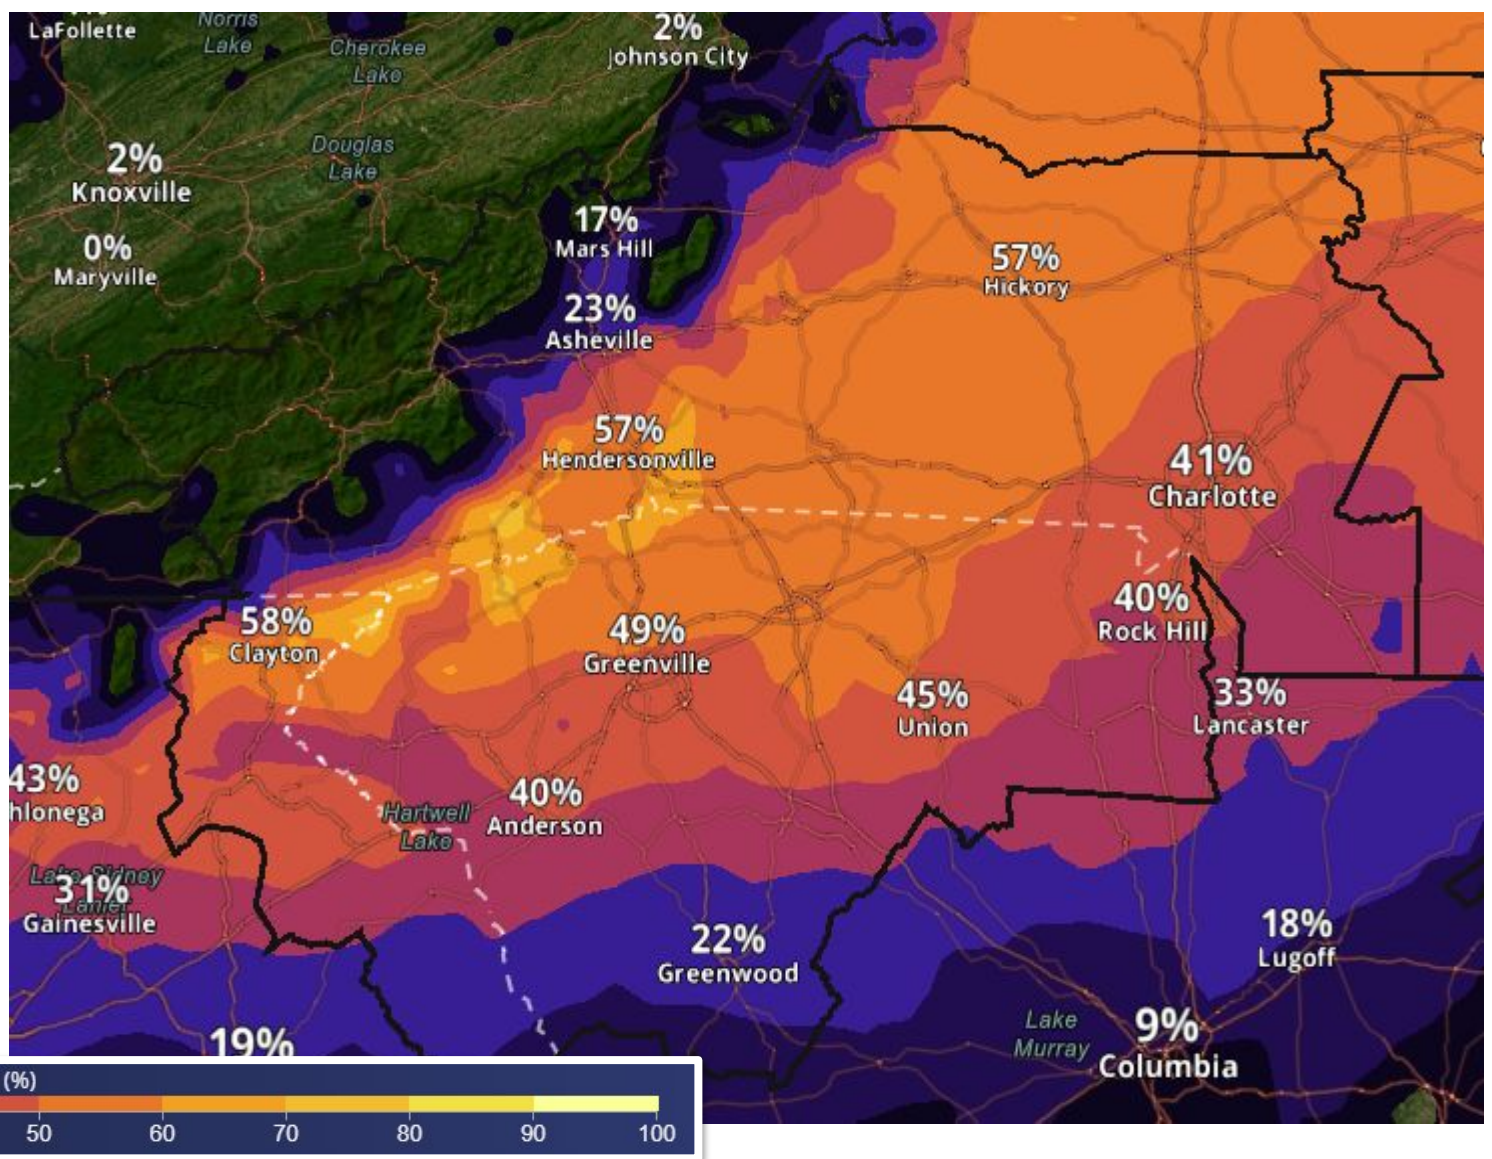 LaFollette
Norris
Lake
Cherokee
Lake
2%
Johnson City
2%
Knoxville
Douglas
Lake
0%
Maryville
17%
Mars Hill
23%
Asheville
57%
Hickory
57%
Hendersonville
41%
Charlotte
58%
Clayton
49%
Greenville
40%
Rock Hill
45%
Union
33%
Lancaster
43%
hlonega
40%
Anderson
Hartwell
Lake
Lake Sidney
Lanier
31%
Gainesville
22%
Greenwood
18%
Lugoff
19%
Lake
Murray
9%
Columbia
(%)
50 60 70 80 90 100